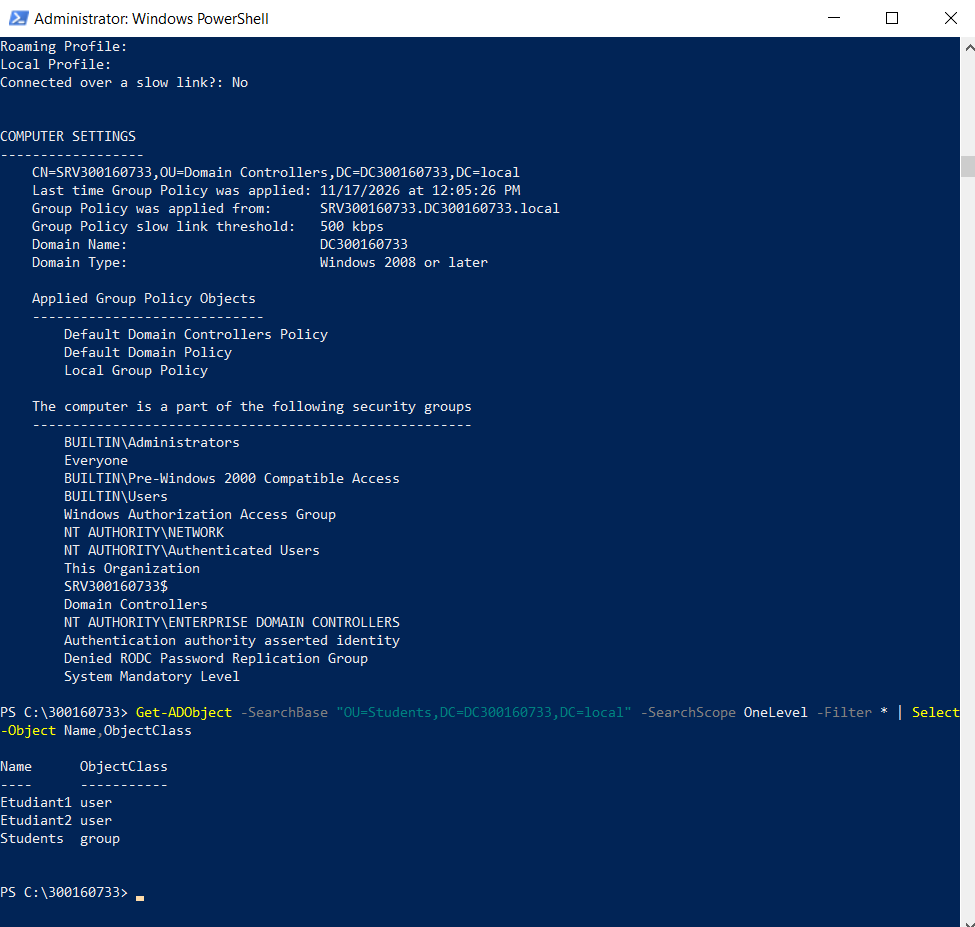 Administrator: Windows PowerShell
Roaming Profile:
Local Profile:
Connected over a slow link?: No
COMPUTER SETTINGS
------------------
CN=SRV300160733,OU=Domain Controllers,DC=DC300160733,DC=local
Last time Group Policy was applied: 11/17/2026 at 12:05:26 PM
Group Policy was applied from:      SRV300160733.DC300160733.local
Group Policy slow link threshold:   500 kbps
Domain Name:                        DC300160733
Domain Type:                        Windows 2008 or later
Applied Group Policy Objects
-----------------------------
Default Domain Controllers Policy
Default Domain Policy
Local Group Policy
The computer is a part of the following security groups
-------------------------------------------------------
BUILTIN\Administrators
Everyone
BUILTIN\Pre-Windows 2000 Compatible Access
BUILTIN\Users
Windows Authorization Access Group
NT AUTHORITY\NETWORK
NT AUTHORITY\Authenticated Users
This Organization
SRV300160733$
Domain Controllers
NT AUTHORITY\ENTERPRISE DOMAIN CONTROLLERS
Authentication authority asserted identity
Denied RODC Password Replication Group
System Mandatory Level
PS C:\300160733> Get-ADObject -SearchBase "OU=Students,DC=DC300160733,DC=local" -SearchScope OneLevel -Filter * | Select
-Object Name,ObjectClass
Name      ObjectClass
----      -----------
Etudiant1 user
Etudiant2 user
Students  group
PS C:\300160733>